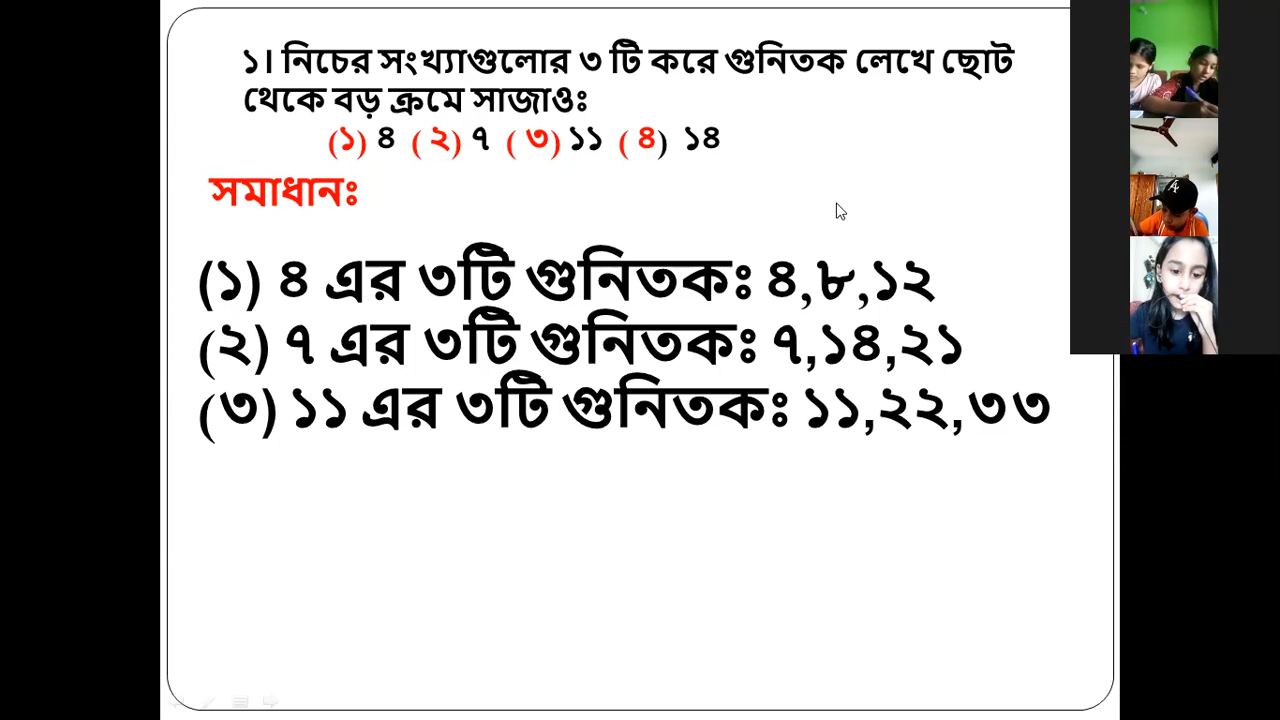 ১। নিচের সংখ্যাগুলোর ৩ টি করে গুনিতক লেখে ছোট
থেকে বড় ক্রমে সাজাওঃ
(১) ৪ ( ২) ৭ ( ৩) ১১ ( ৪) ১৪
সমাধানঃ
(১) ৪ এর ৩টি গুনিতকঃ ৪,৮,১২
(২) ৭ এর ৩টি গুনিতকঃ ৭,১৪,২১
(৩) ১১ এর ৩টি গুনিতকঃ ১১,২২,৩৩